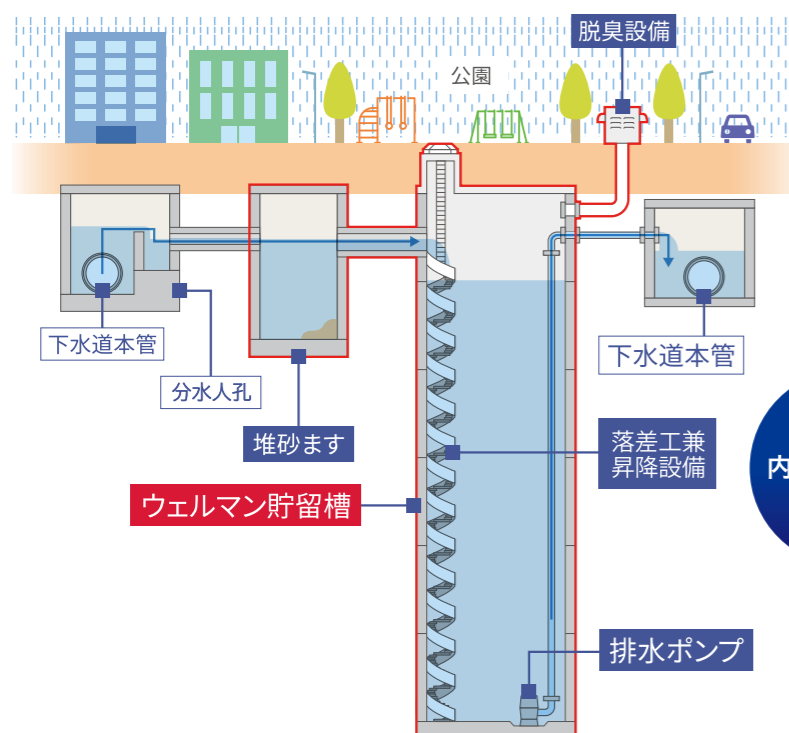 脱臭設備
公園
下水道本管
分水人孔
堆砂ます
ウェルマン貯留槽
下水道本管
落差工兼
昇降設備
内
排水ポンプ